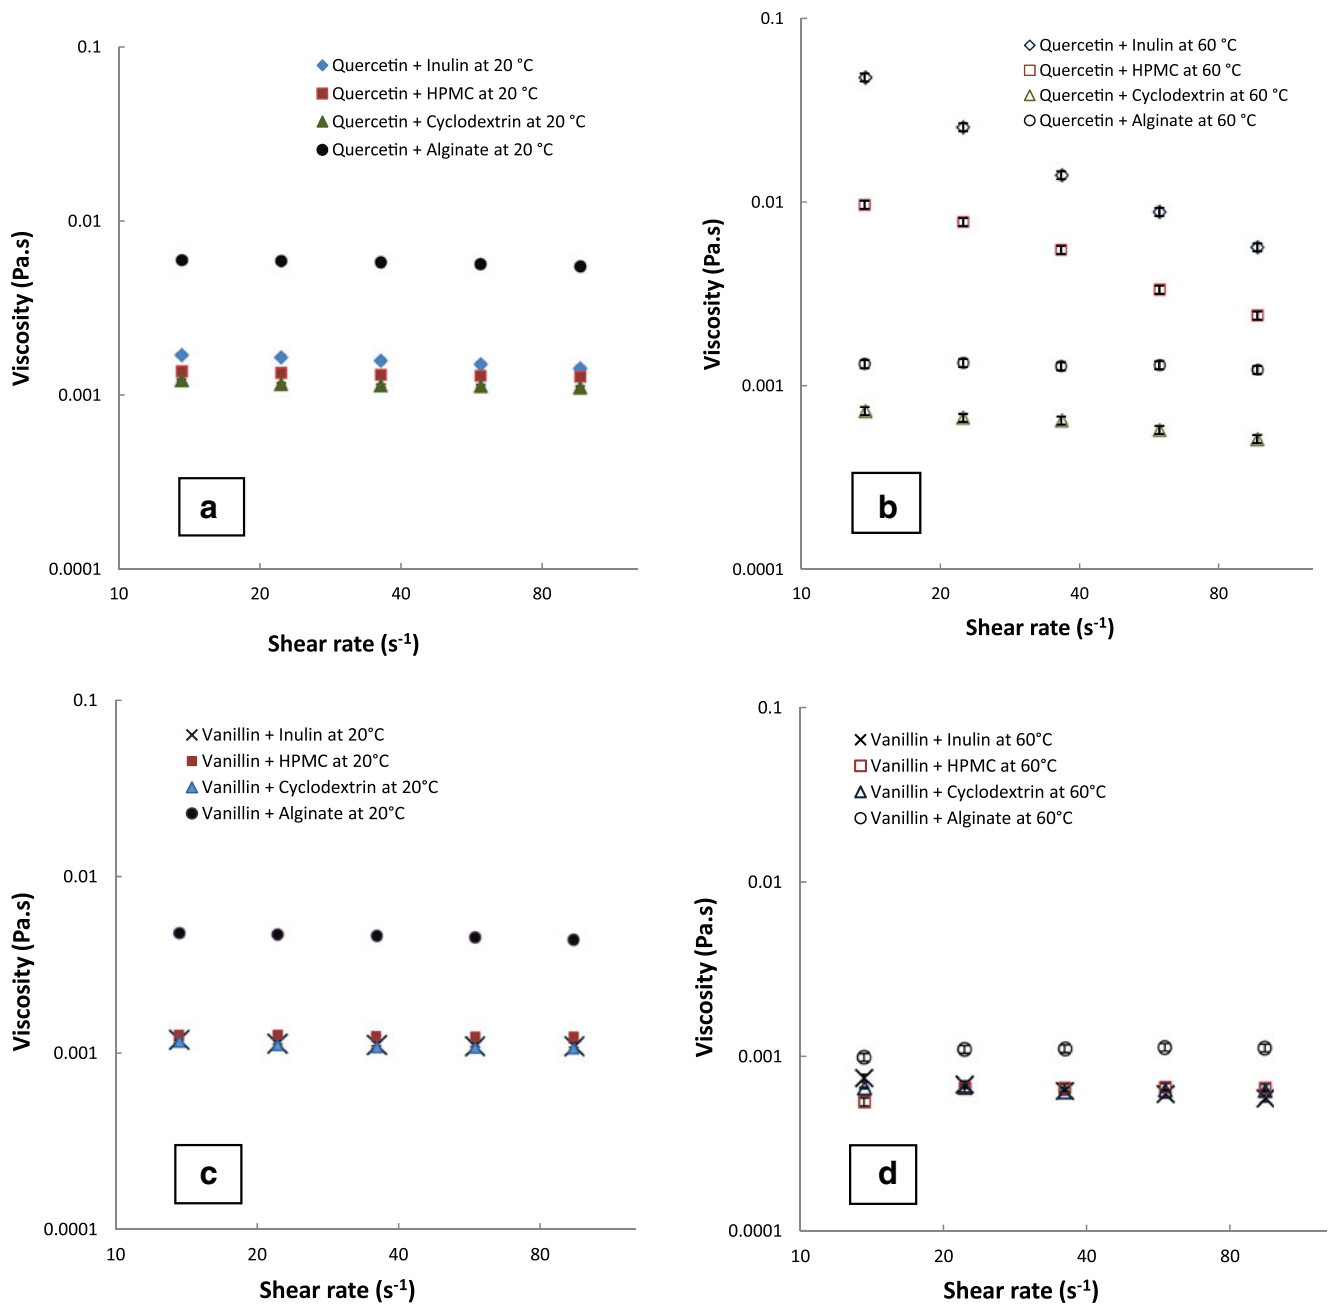 0.1
0.01
0.001
0.0001
10
20
40
80
Viscosity (Pa.s)
Shear rate (s-1)
Quercetin + Inulin at 20 °C
Quercetin + HPMC at 20 °C
Quercetin + Cyclodextrin at 20 °C
Quercetin + Alginate at 20 °C
a
0.1
0.01
0.001
0.0001
10
20
40
80
Viscosity (Pa.s)
Shear rate (s-1)
Quercetin + Inulin at 60 °C
Quercetin + HPMC at 60 °C
Quercetin + Cyclodextrin at 60 °C
Quercetin + Alginate at 60 °C
b
0.1
0.01
0.001
0.0001
10
20
40
80
Viscosity (Pa.s)
Shear rate (s-1)
Vanillin + Inulin at 20°C
Vanillin + HPMC at 20°C
Vanillin + Cyclodextrin at 20°C
Vanillin + Alginate at 20°C
c
0.1
0.01
0.001
0.0001
10
20
40
80
Viscosity (Pa.s)
Shear rate (s-1)
Vanillin + Inulin at 60°C
Vanillin + HPMC at 60°C
Vanillin + Cyclodextrin at 60°C
Vanillin + Alginate at 60°C
d